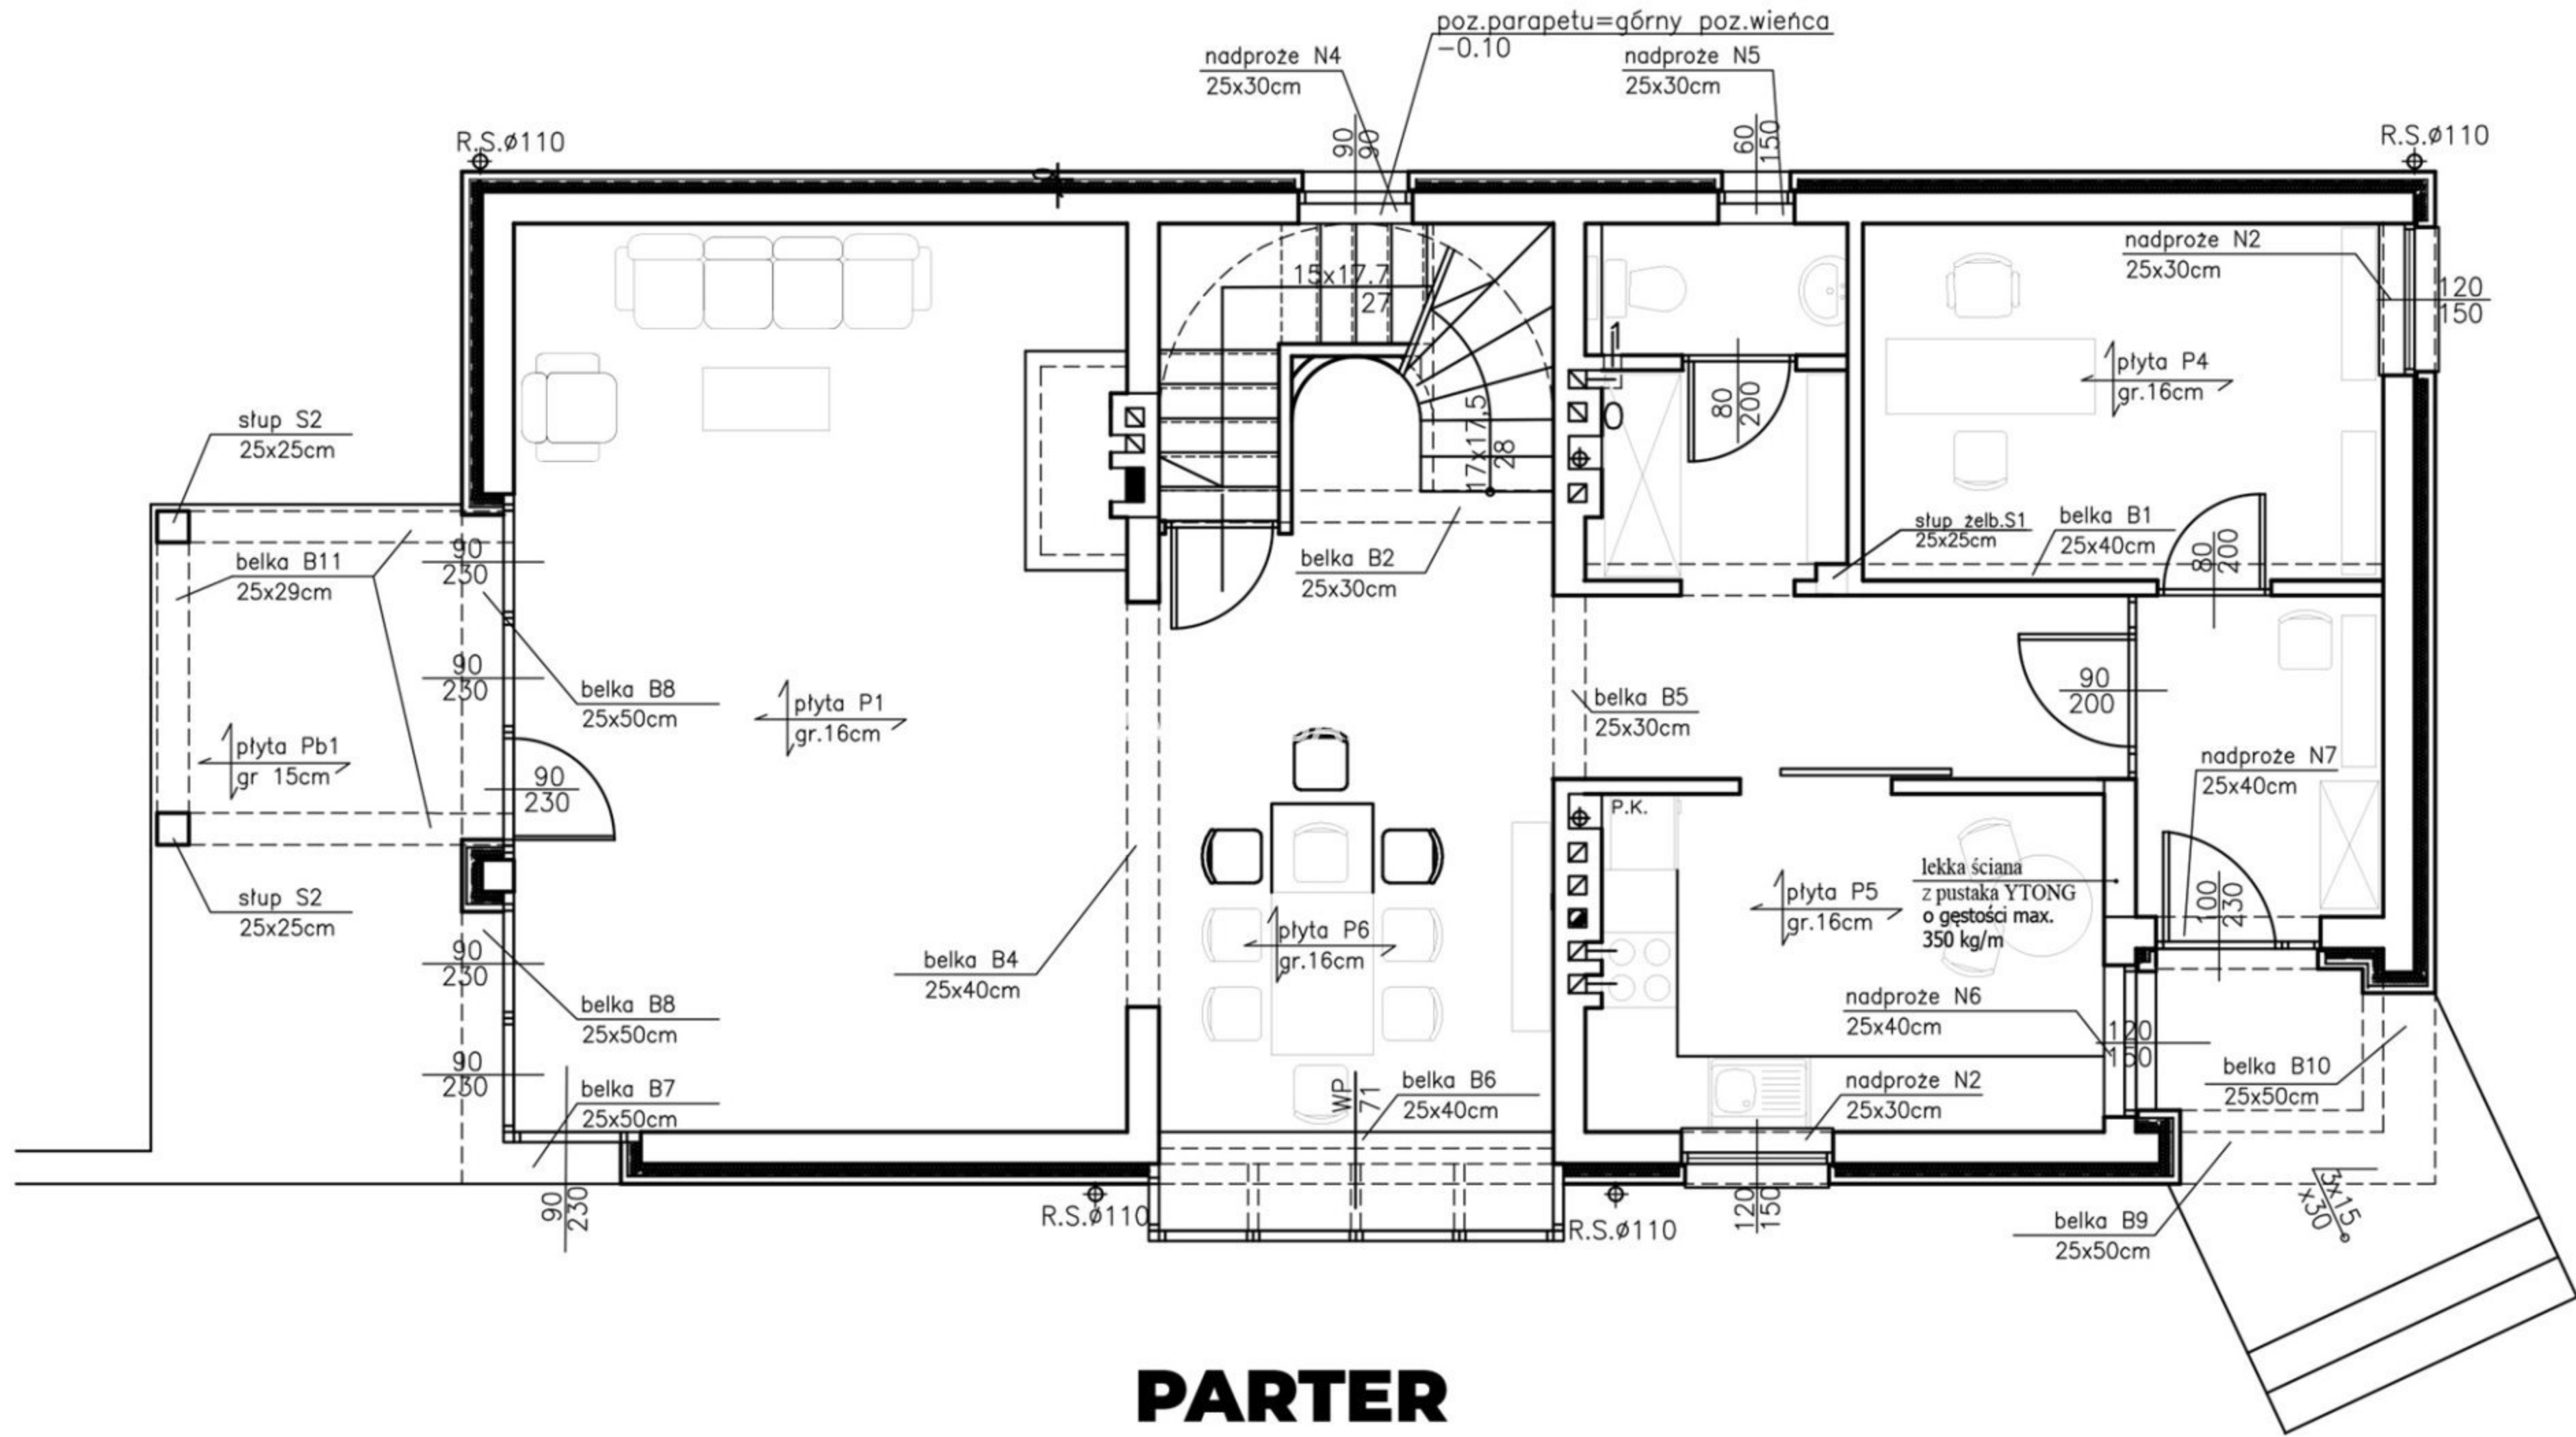 poz.parapetu=górny poz.wieńca
-0.10
nadproże N4
25x30cm
nadproże N5
25x30cm
90
90
60
150
R.S.ø110
R.S.ø110
nadproże N2
25x30cm
120
150
15x17.7
27
płyta P4
gr.16cm
80
200
17x17,5
28
1
0
słup S2
25x25cm
słup żelb.S1
25x25cm
belka B1
25x40cm
80
200
belka B11
25x29cm
90
230
belka B2
25x30cm
90
230
belka B8
25x50cm
płyta P1
gr.16cm
belka B5
25x30cm
90
200
płyta Pb1
gr 15cm
90
230
nadproże N7
25x40cm
P.K.
lekka ściana
z pustaka YTONG
o gęstości max.
350 kg/m
płyta P5
gr.16cm
100
230
słup S2
25x25cm
płyta P6
gr.16cm
90
230
belka B4
25x40cm
belka B8
25x50cm
nadproże N6
25x40cm
120
150
90
230
belka B7
25x50cm
WP
71
belka B6
25x40cm
nadproże N2
25x30cm
belka B10
25x50cm
90
230
R.S.ø110
R.S.ø110
120
150
belka B9
25x50cm
3x15
x30
PARTER